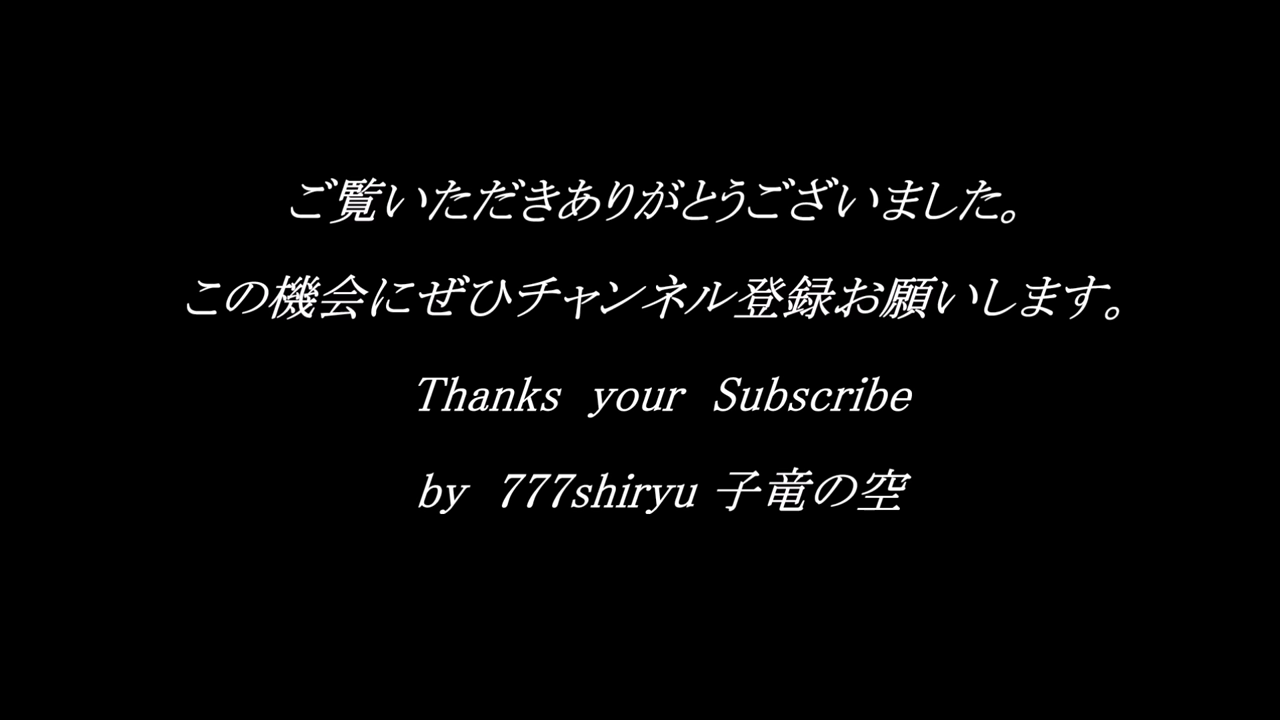 ご覧いただきありがとうございました。
この機会にぜひチャンネル登録お願いします。
Thanks your Subscribe
by 777shiryu 子竜の空